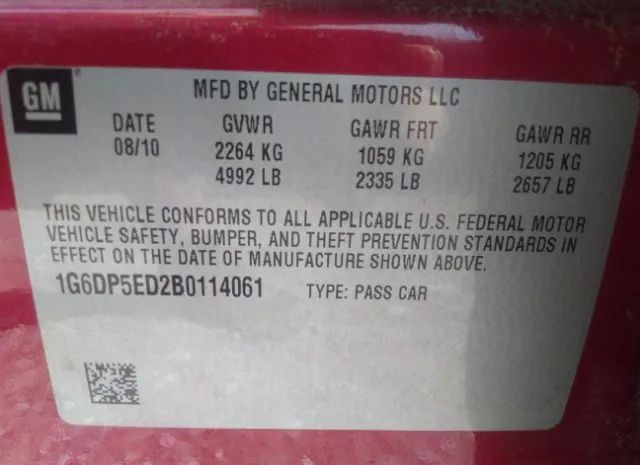 GM®
MFD BY GENERAL MOTORS LLC
DATE GVWR GAWR FRT GAWR RR
08/10 2264 KG 1059 KG 1205 KG
4992 LB 2335 LB 2657 LB
THIS VEHICLE CONFORMS TO ALL APPLICABLE U.S. FEDERAL MOTOR
VEHICLE SAFETY, BUMPER, AND THEFT PREVENTION STANDARDS IN
EFFECT ON THE DATE OF MANUFACTURE SHOWN ABOVE.
1G6DP5ED2B0114061 TYPE: PASS CAR